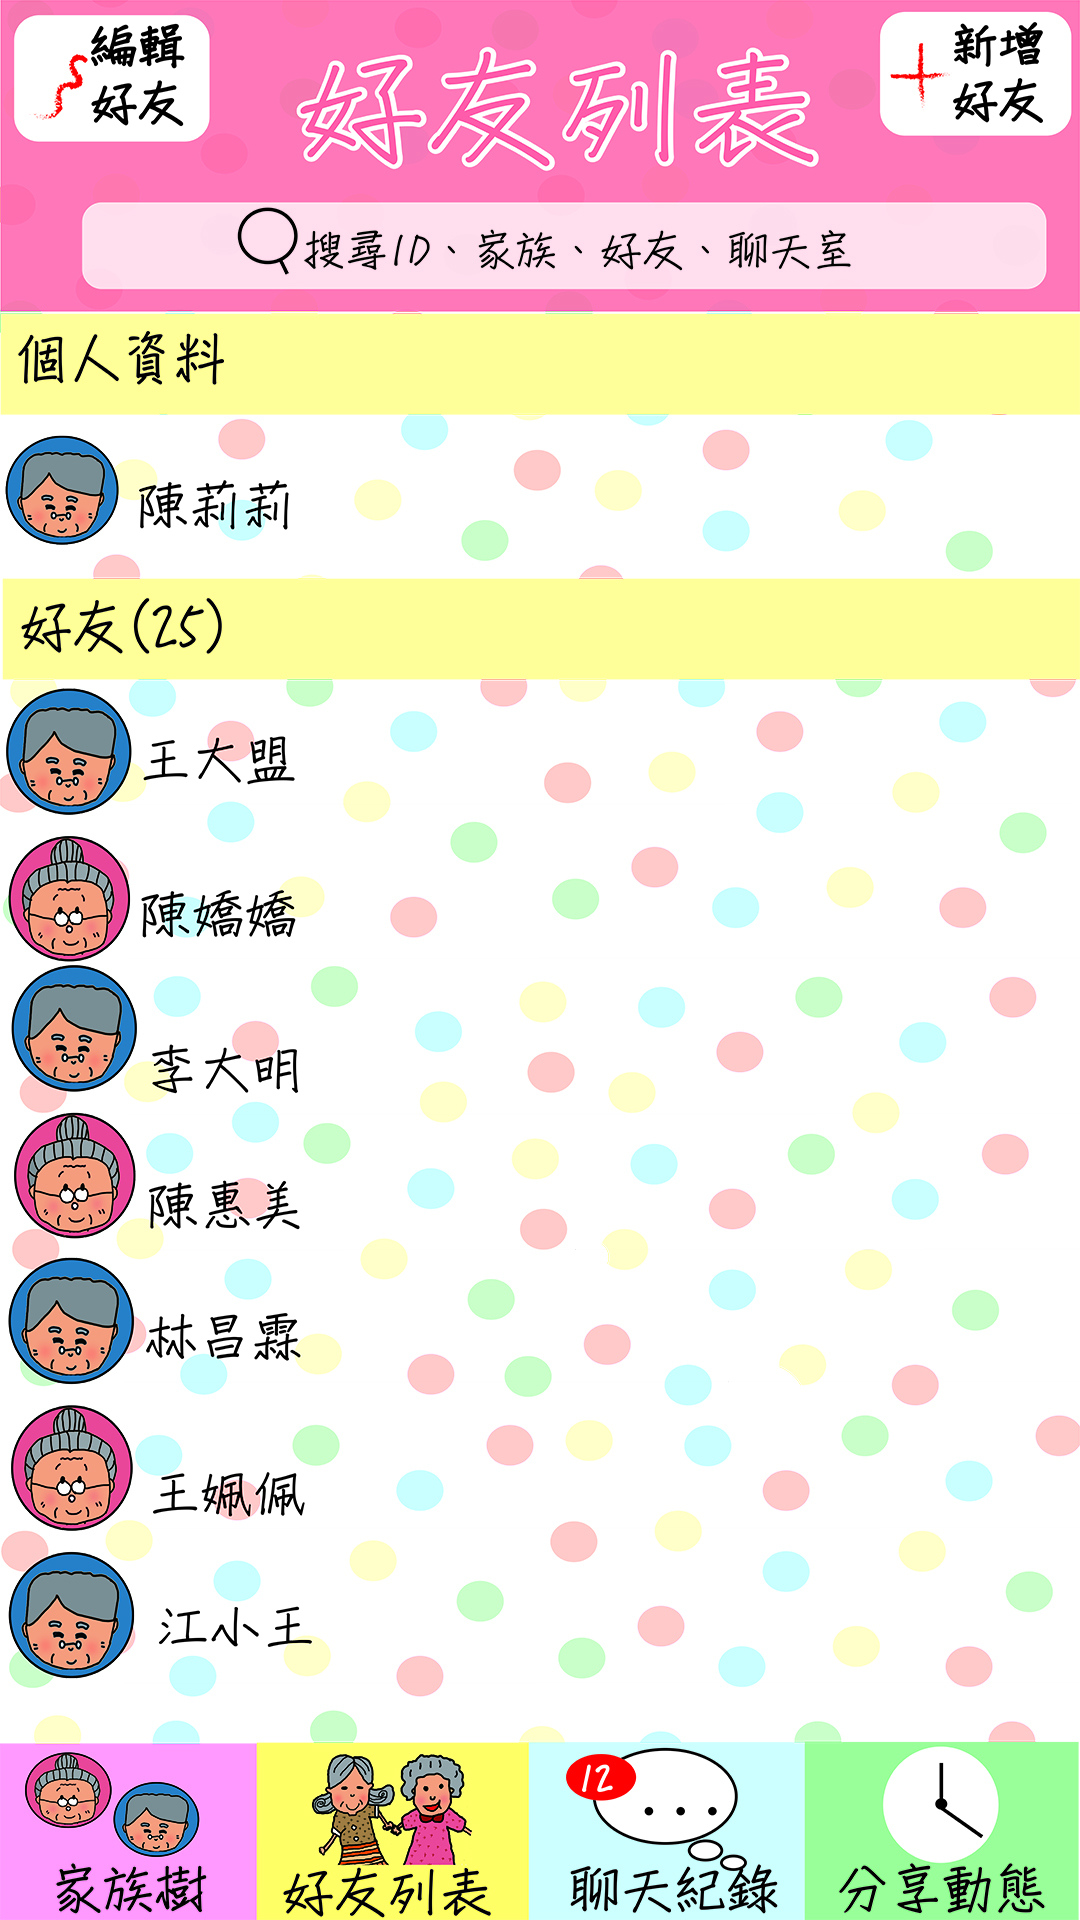 編輯
好友
好友列表
新增
好友
搜尋ID、家族、好友、聊天室
個人資料
陳莉莉
好友(25)
王大盟
陳嬌嬌
李大明
陳惠美
林昌霖
王姵佩
江小王
12
家族樹
好友列表
聊天紀錄
分享動態